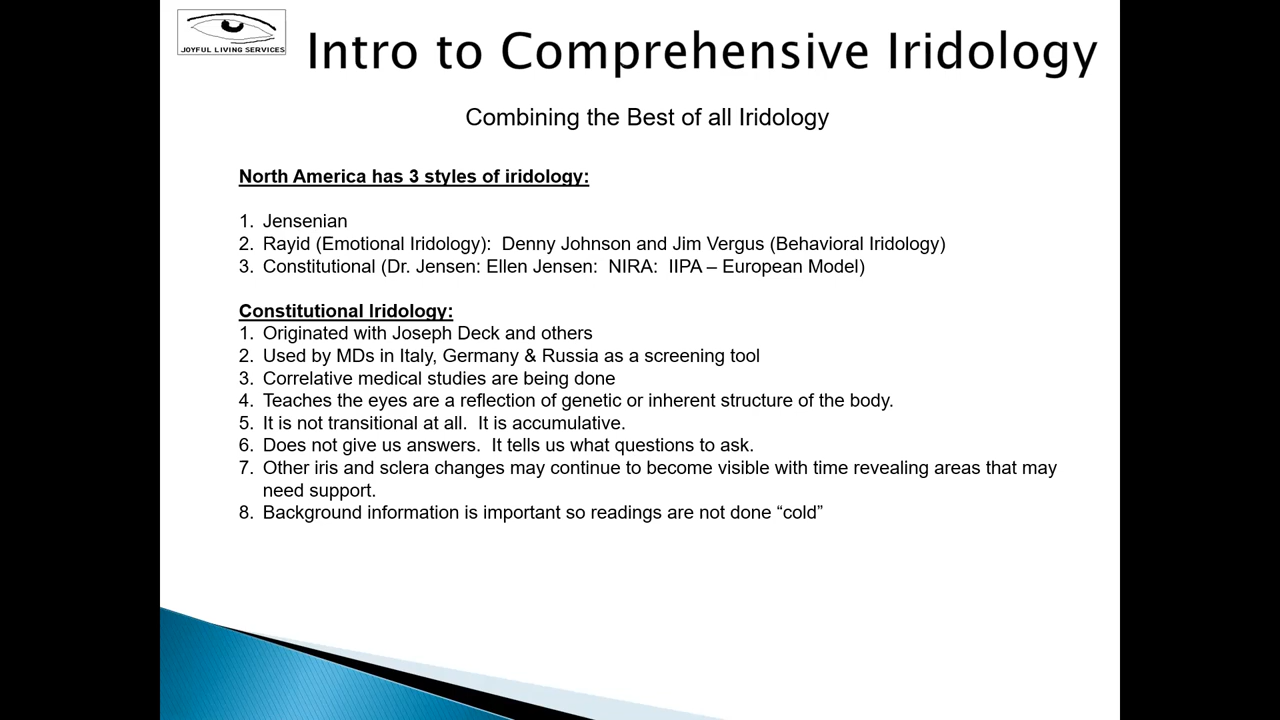 JOYFUL LIVING SERVICES
Intro to Comprehensive Iridology
Combining the Best of all Iridology
North America has 3 styles of iridology:
1. Jensenian
2. Rayid (Emotional Iridology):  Denny Johnson and Jim Vergus (Behavioral Iridology)
3. Constitutional (Dr. Jensen: Ellen Jensen:  NIRA:  IIPA – European Model)
Constitutional Iridology:
1. Originated with Joseph Deck and others
2. Used by MDs in Italy, Germany & Russia as a screening tool
3. Correlative medical studies are being done
4. Teaches the eyes are a reflection of genetic or inherent structure of the body.
5. It is not transitional at all.  It is accumulative.
6. Does not give us answers.  It tells us what questions to ask.
7. Other iris and sclera changes may continue to become visible with time revealing areas that may
need support.
8. Background information is important so readings are not done “cold”